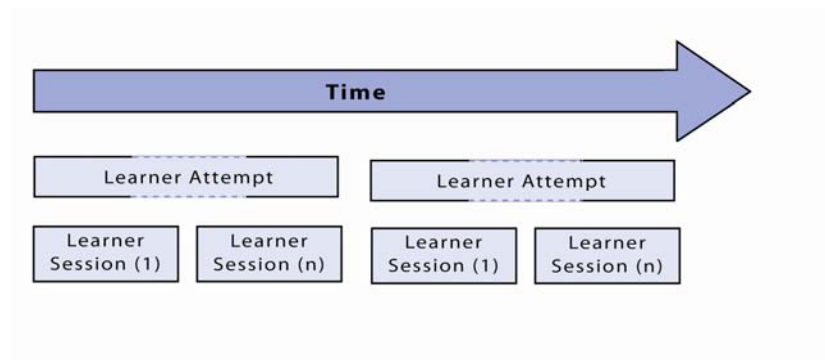 Time
Learner Attempt
Learner Attempt
Learner
Session (1)
Learner
Session (n)
Learner
Session (1)
Learner
Session (n)